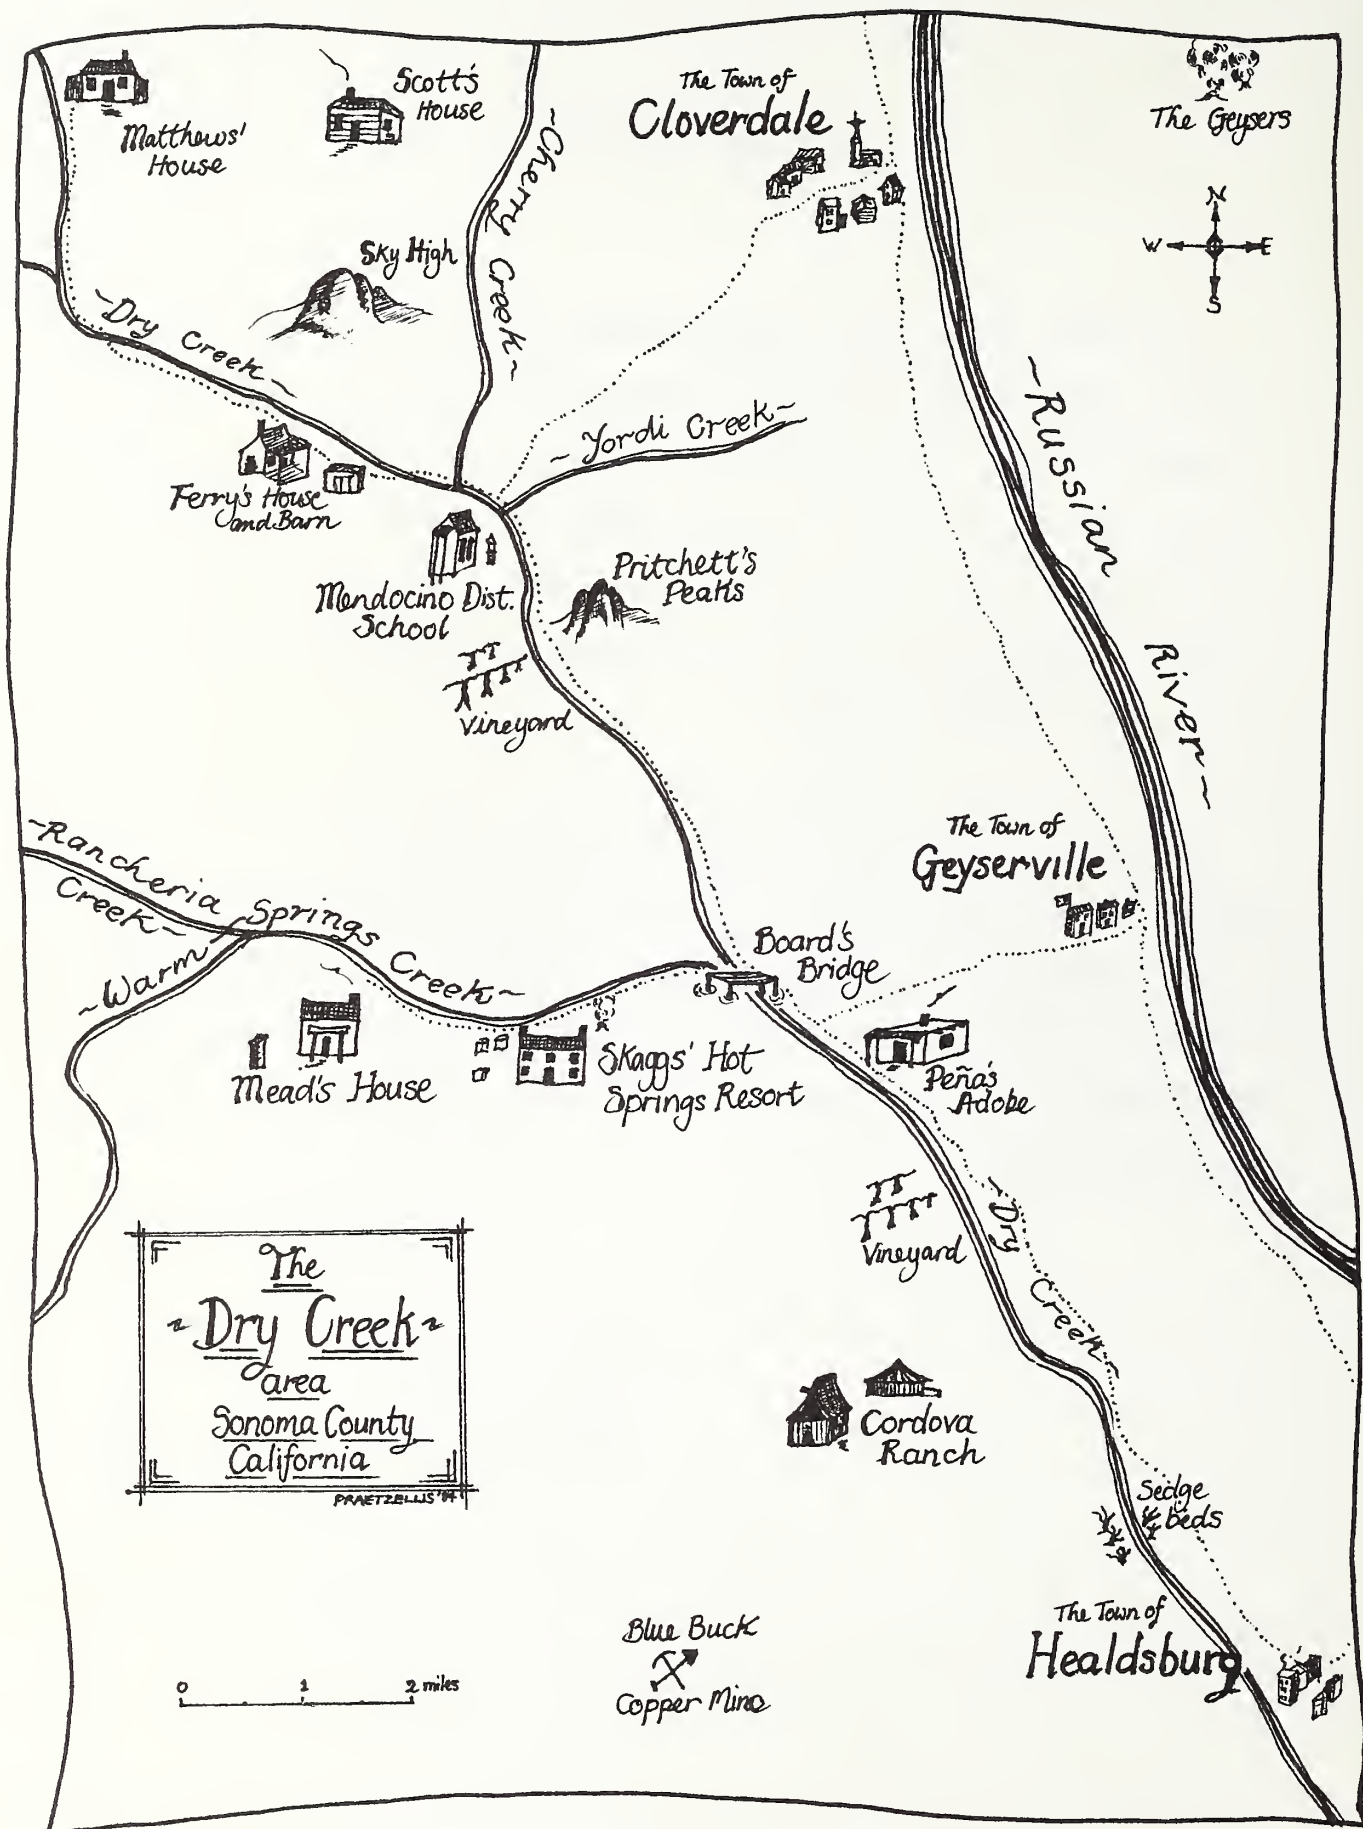 Matthews'
House
Scott's
House
The Town of
Cloverdale
The Geysers
N
W
E
S
~Cherry Creek~
Sky High
~Dry Creek~
~Yordi Creek~
~Russian River~
Ferry's House
and Barn
Mendocino Dist.
School
Pritchett's
Peaks
Vineyard
The Town of
Geyserville
~Rancheria
Creek~
~Warm Springs Creek~
Board's
Bridge
Mead's House
Skaggs' Hot
Springs Resort
Peña's
Adobe
Vineyard
~Dry Creek~
The
~Dry Creek~
area
Sonoma County
California
PRAETZELLIS '84
Cordova
Ranch
Sedge
beds
The Town of
Healdsburg
Blue Buck
Copper Mine
0 1 2 miles